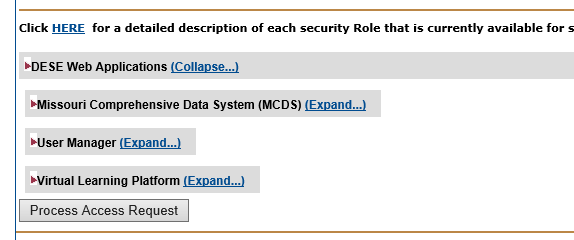 Click HERE for a detailed description of each security Role that is currently available for s
DESE Web Applications (Collapse...)
Missouri Comprehensive Data System (MCDS) (Expand...)
User Manager (Expand...)
Virtual Learning Platform (Expand...)
Process Access Request